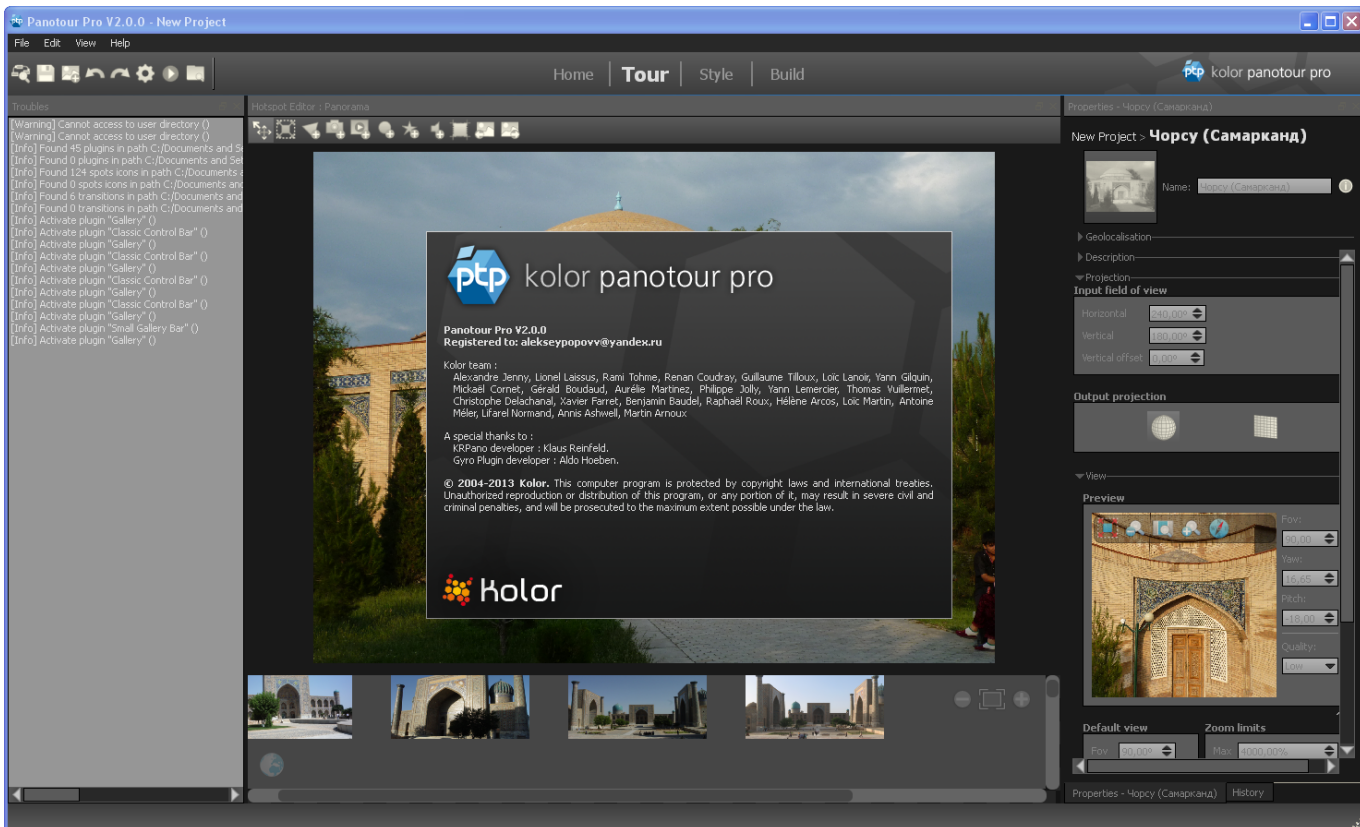 Panotour Pro V2.0.0 - New Project
File Edit View Help
Home Tour Style Build
ptp kolor panotour pro
Troubles
[Warning] Cannot access to user directory ()
[Warning] Cannot access to user directory ()
[Info] Found 45 plugins in path C:/Documents and Se
[Info] Found 0 plugins in path C:/Documents and Set
[Info] Found 124 spots icons in path C:/Documents a
[Info] Found 0 spots icons in path C:/Documents and
[Info] Found 6 transitions in path C:/Documents and
[Info] Found 0 transitions in path C:/Documents and
[Info] Activate plugin "Gallery" ()
[Info] Activate plugin "Classic Control Bar" ()
[Info] Activate plugin "Gallery" ()
[Info] Activate plugin "Classic Control Bar" ()
[Info] Activate plugin "Gallery" ()
[Info] Activate plugin "Classic Control Bar" ()
[Info] Activate plugin "Gallery" ()
[Info] Activate plugin "Classic Control Bar" ()
[Info] Activate plugin "Gallery" ()
[Info] Activate plugin "Small Gallery Bar" ()
[Info] Activate plugin "Gallery" ()
Hotspot Editor : Panorama
ptp kolor panotour pro
Panotour Pro V2.0.0
Registered to: alekseypopovv@yandex.ru
Kolor team :
Alexandre Jenny, Lionel Laissus, Rami Tohme, Renan Coudray, Guillaume Tilloux, Loïc Lanoir, Yann Gilquin,
Mickaël Cornet, Gérald Boudaud, Aurélie Martinez, Philippe Jolly, Yann Lemercier, Thomas Vuillermet,
Christophe Delachanal, Xavier Farret, Benjamin Baudel, Raphaël Roux, Hélène Arcos, Loïc Martin, Antoine
Méler, Lifarel Normand, Annis Ashwell, Martin Arnoux
A special thanks to :
KRPano developer : Klaus Reinfeld.
Gyro Plugin developer : Aldo Hoeben.
© 2004-2013 Kolor. This computer program is protected by copyright laws and international treaties.
Unauthorized reproduction or distribution of this program, or any portion of it, may result in severe civil and
criminal penalties, and will be prosecuted to the maximum extent possible under the law.
kolor
Properties - Чорсу (Самарканд)
New Project > Чорсу (Самарканд)
Name: Чорсу (Самарканд)
Geolocalisation
Description
Projection
Input field of view
Horizontal 240,00º
Vertical 180,00º
Vertical offset 0,00º
Output projection
View
Preview
Fov:
90,00
Yaw:
16,65
Pitch:
-18,00
Quality:
Low
Default view Zoom limits
Fov 90,00º Max 4000,00%
Properties - Чорсу (Самарканд) History